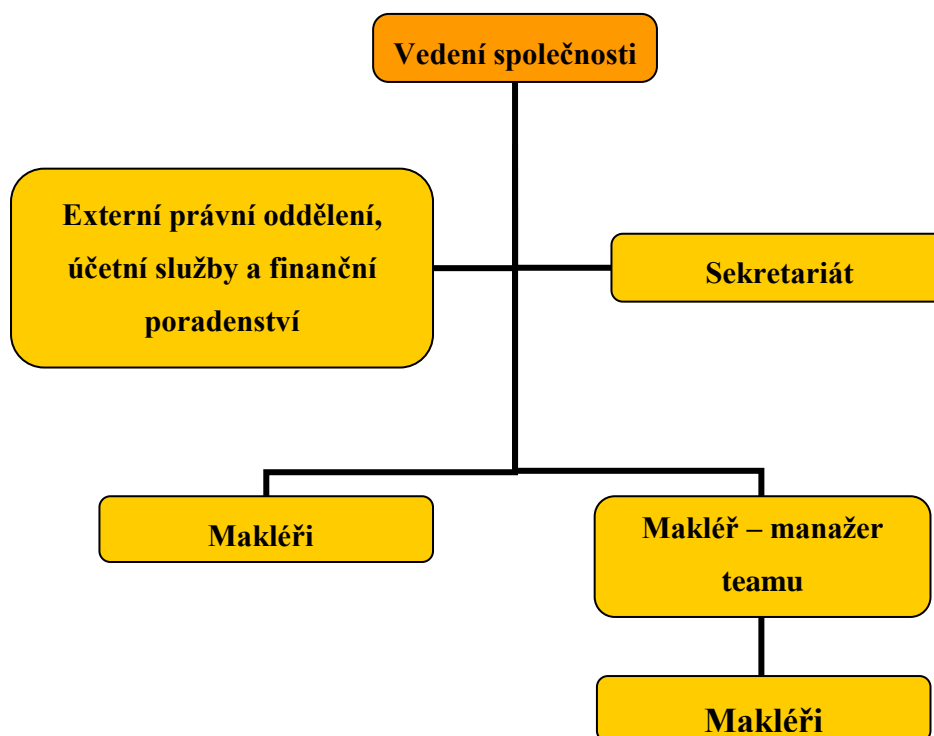 Vedení společnosti
Externí právní oddělení,
účetní služby a finanční
poradenství
Sekretariát
Makléři
Makléř – manažer
teamu
Makléři